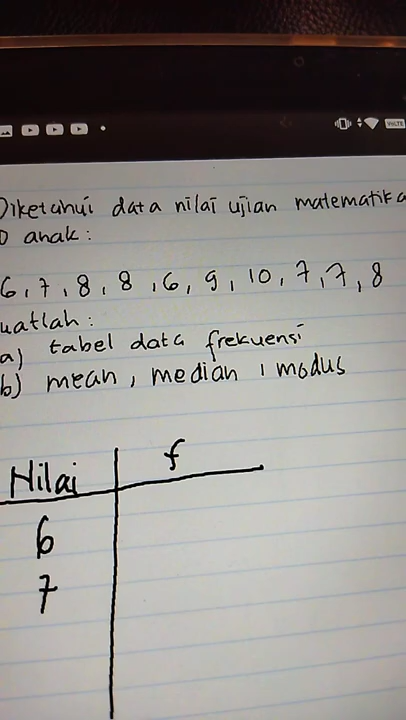 Diketahui data nilai ujian matematika
0 anak:
6, 7, 8, 8, 6, 9, 10, 7, 7, 8
uatlah:
a) tabel data frekuensi
b) mean, median, modus
Nilai f
6
7